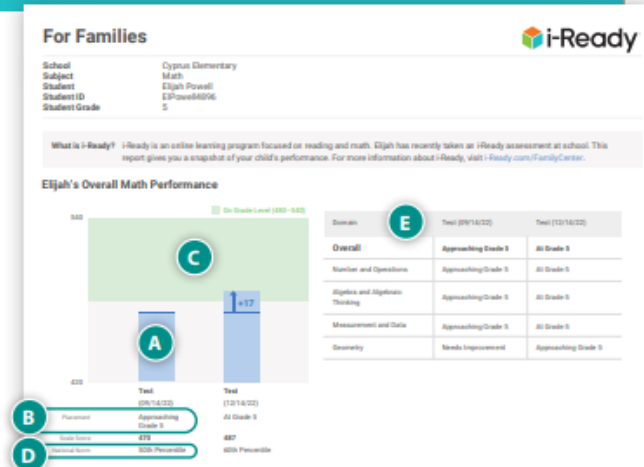 For Families
i-Ready
School Cyprus Elementary
Subject Math
Student Elijah Powell
Student ID ElPowell4896
Student Grade 5
What is i-Ready? i-Ready is an online learning program focused on reading and math. Elijah has recently taken an i-Ready assessment at school. This
report gives you a snapshot of your child's performance. For more information about i-Ready, visit i-Ready.com/FamilyCenter.
Elijah's Overall Math Performance
On Grade Level (480–540)
540
C
+17
A
420
Test Test
(09/14/22) (12/14/22)
B
Placement Approaching At Grade 5
Grade 5
Scale Score 470 487
D
National Norm 50th Percentile 60th Percentile
Domain E Test (09/14/22) Test (12/14/22)
Overall Approaching Grade 5 At Grade 5
Number and Operations Approaching Grade 5 At Grade 5
Algebra and Algebraic
Thinking Approaching Grade 5 At Grade 5
Measurement and Data Approaching Grade 5 At Grade 5
Geometry Needs Improvement Approaching Grade 5